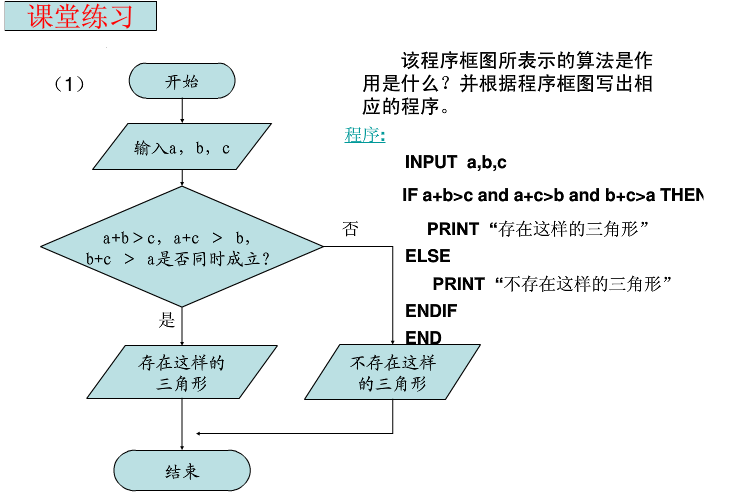 课堂练习
（1）
开始
输入a，b，c
a+b＞c，a+c ＞ b，
b+c ＞ a是否同时成立？
否
是
存在这样的
三角形
不存在这样
的三角形
结束
该程序框图所表示的算法是作
用是什么？并根据程序框图写出相
应的程序。
程序:
INPUT a,b,c
IF a+b>c and a+c>b and b+c>a THEN
PRINT “存在这样的三角形”
ELSE
PRINT “不存在这样的三角形”
ENDIF
END